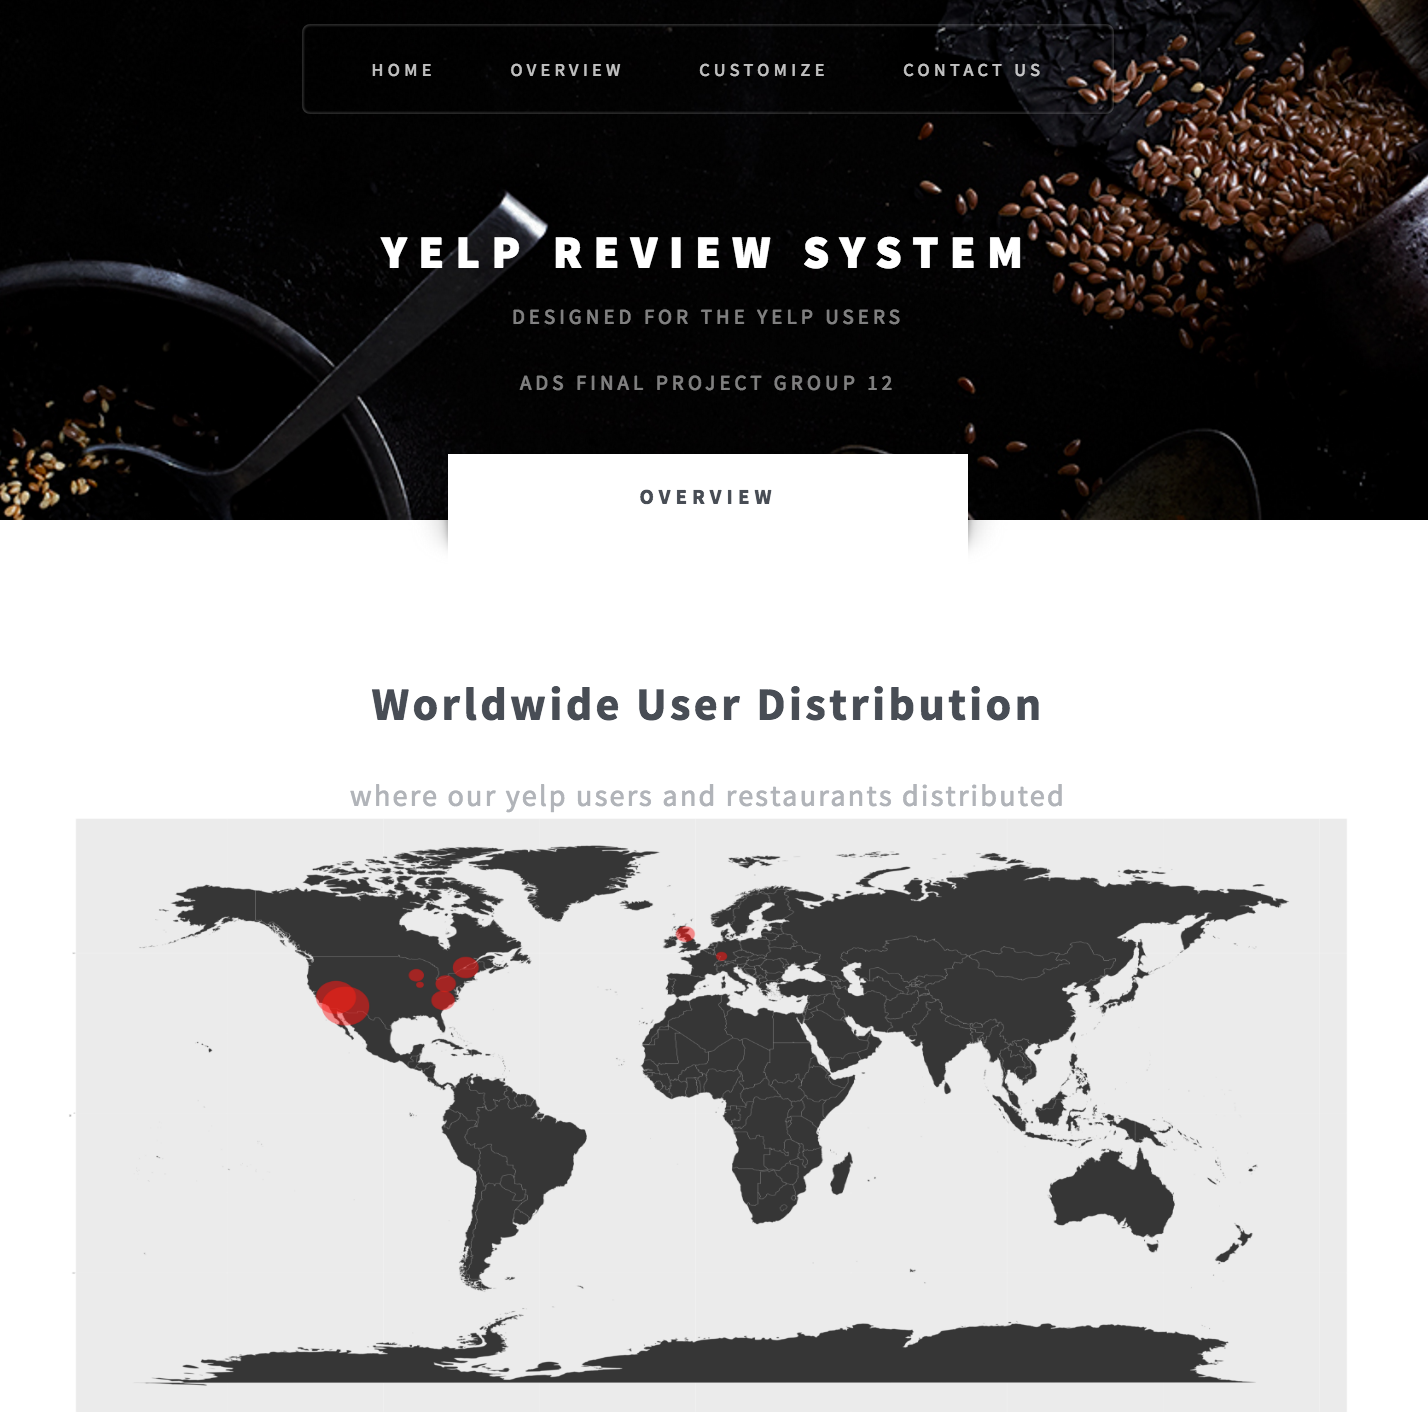 HOME OVERVIEW CUSTOMIZE CONTACT US
YELP REVIEW SYSTEM
DESIGNED FOR THE YELP USERS
ADS FINAL PROJECT GROUP 12
OVERVIEW
Worldwide User Distribution
where our yelp users and restaurants distributed